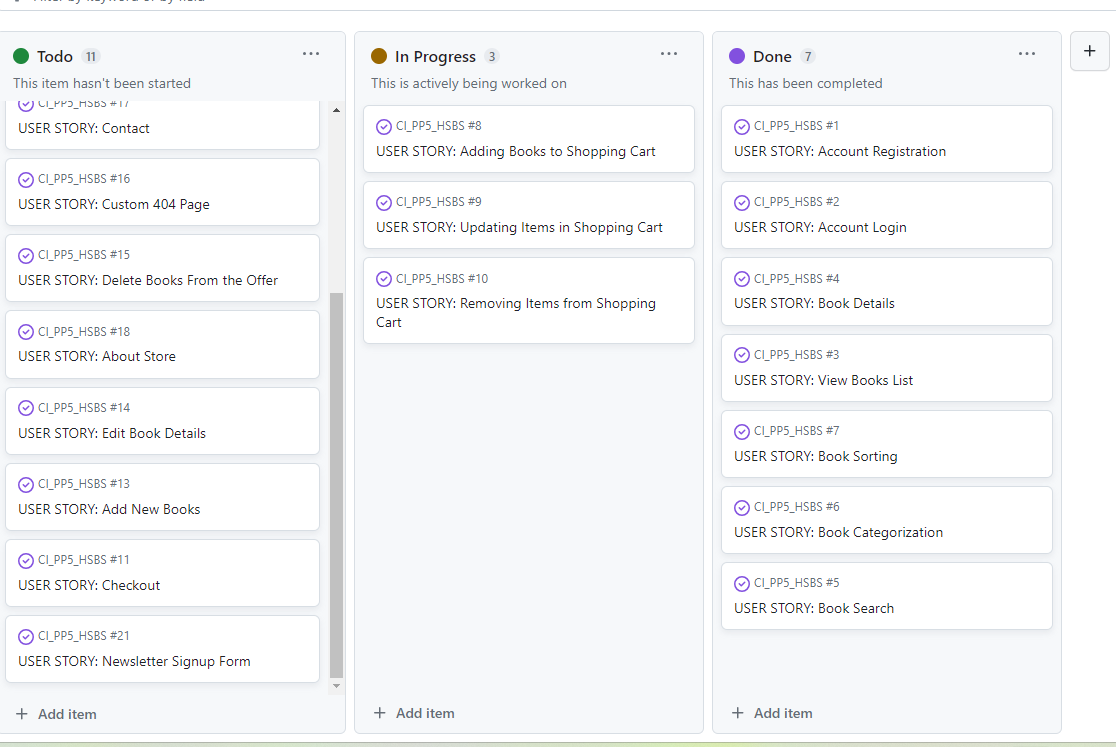 Filter by keyword or by field
Todo 11
This item hasn't been started
CI_PP5_HSBS #17
USER STORY: Contact
CI_PP5_HSBS #16
USER STORY: Custom 404 Page
CI_PP5_HSBS #15
USER STORY: Delete Books From the Offer
CI_PP5_HSBS #18
USER STORY: About Store
CI_PP5_HSBS #14
USER STORY: Edit Book Details
CI_PP5_HSBS #13
USER STORY: Add New Books
CI_PP5_HSBS #11
USER STORY: Checkout
CI_PP5_HSBS #21
USER STORY: Newsletter Signup Form
+ Add item
In Progress 3
This is actively being worked on
CI_PP5_HSBS #8
USER STORY: Adding Books to Shopping Cart
CI_PP5_HSBS #9
USER STORY: Updating Items in Shopping Cart
CI_PP5_HSBS #10
USER STORY: Removing Items from Shopping
Cart
+ Add item
Done 7
This has been completed
CI_PP5_HSBS #1
USER STORY: Account Registration
CI_PP5_HSBS #2
USER STORY: Account Login
CI_PP5_HSBS #4
USER STORY: Book Details
CI_PP5_HSBS #3
USER STORY: View Books List
CI_PP5_HSBS #7
USER STORY: Book Sorting
CI_PP5_HSBS #6
USER STORY: Book Categorization
CI_PP5_HSBS #5
USER STORY: Book Search
+ Add item